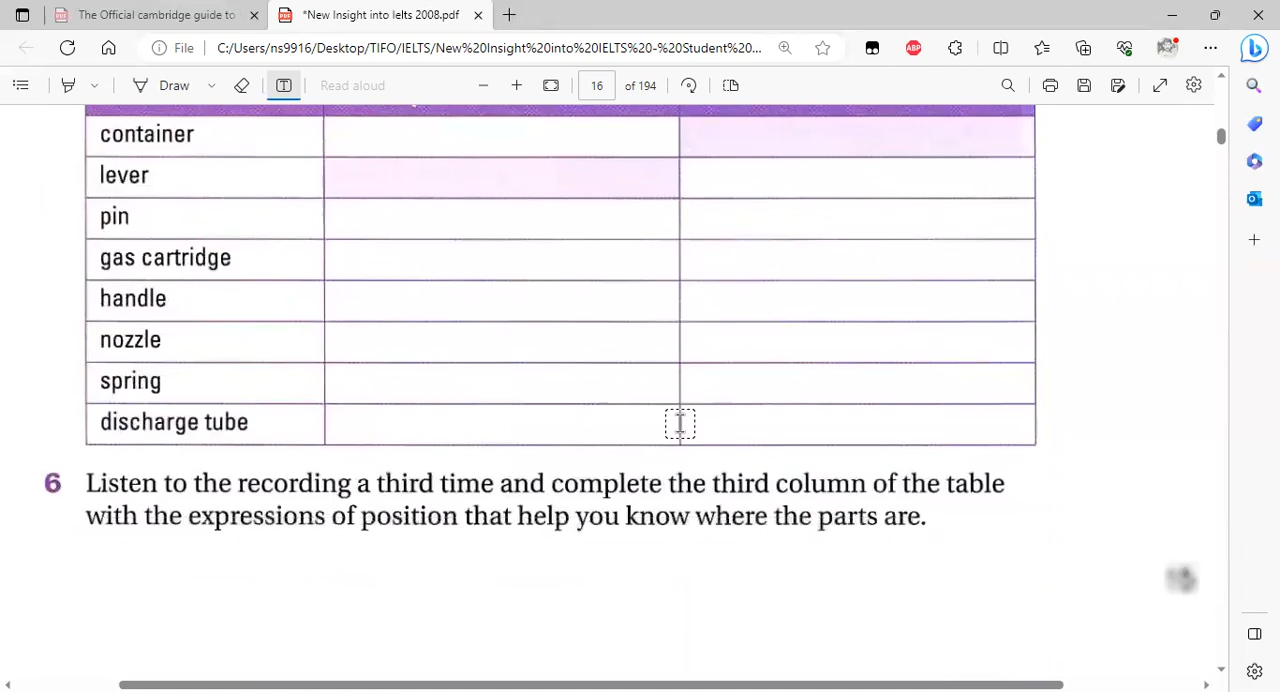 The Official cambridge guide to
*New Insight into Ielts 2008.pdf
File
C:/Users/ns9916/Desktop/TIFO/IELTS/New%20Insight%20into%20IELTS%20-%20Student%20...
ABP
Draw
Read aloud
16
of 194
container
lever
pin
gas cartridge
handle
nozzle
spring
discharge tube
6 Listen to the recording a third time and complete the third column of the table
with the expressions of position that help you know where the parts are.